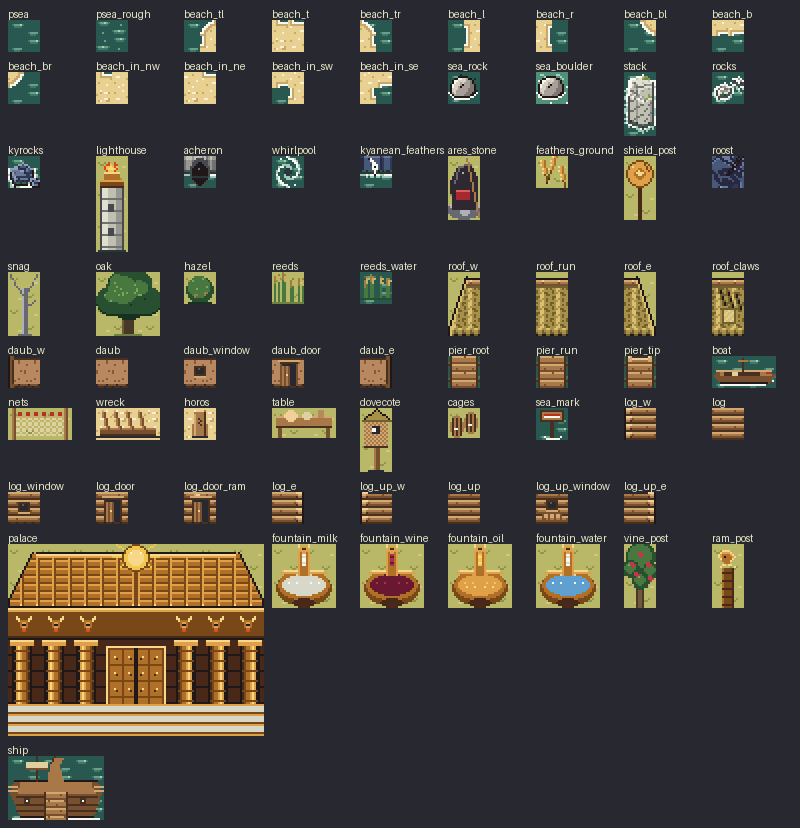 psea psea_rough beach_tl beach_t beach_tr beach_l beach_r beach_bl beach_b
beach_br beach_in_nw beach_in_ne beach_in_sw beach_in_se sea_rock sea_boulder stack rocks
kyrocks lighthouse acheron whirlpool kyanean_feathers ares_stone feathers_ground shield_post roost
snag oak hazel reeds reeds_water roof_w roof_run roof_e roof_claws
daub_w daub daub_window daub_door daub_e pier_root pier_run pier_tip boat
nets wreck horos table dovecote cages sea_mark log_w log
log_window log_door log_door_ram log_e log_up_w log_up log_up_window log_up_e
palace fountain_milk fountain_wine fountain_oil fountain_water vine_post ram_post
ship